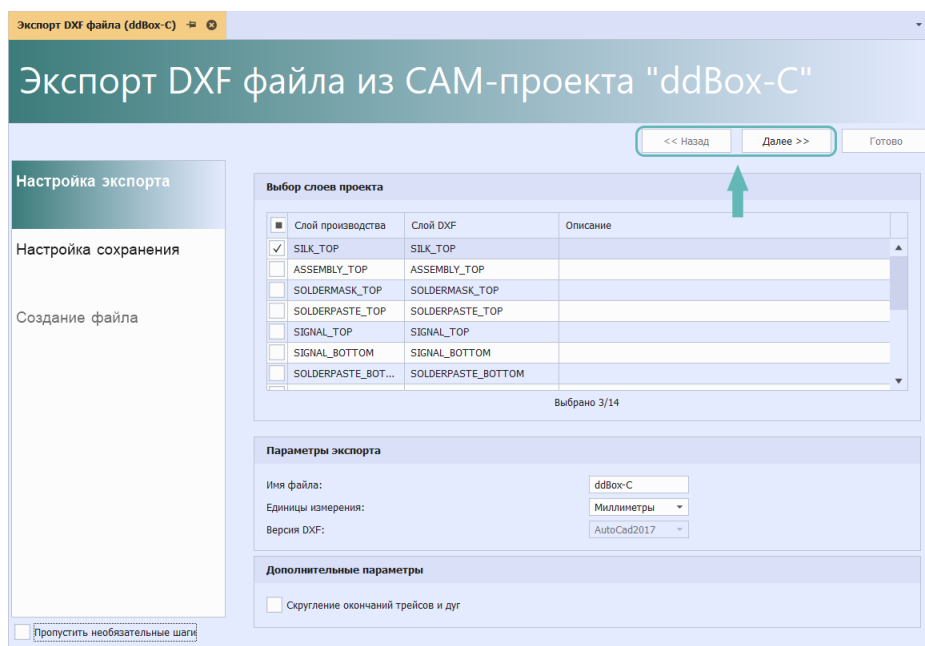 Экспорт DXF файла (ddBox-C)
Экспорт DXF файла из CAM-проекта "ddBox-C"
<< Назад Далее >> Готово
Настройка экспорта
Настройка сохранения
Создание файла
Выбор слоев проекта
Слой производства Слой DXF Описание
SILK_TOP SILK_TOP
ASSEMBLY_TOP ASSEMBLY_TOP
SOLDERMASK_TOP SOLDERMASK_TOP
SOLDERPASTE_TOP SOLDERPASTE_TOP
SIGNAL_TOP SIGNAL_TOP
SIGNAL_BOTTOM SIGNAL_BOTTOM
SOLDERPASTE_BOT... SOLDERPASTE_BOTTOM
Выбрано 3/14
Параметры экспорта
Имя файла: ddBox-C
Единицы измерения: Миллиметры
Версия DXF: AutoCad2017
Дополнительные параметры
Скругление окончаний трейсов и дуг
Пропустить необязательные шаги